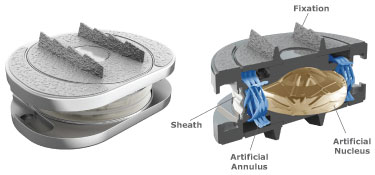 Fixation
Sheath
Artificial
Annulus
Artificial
Nucleus